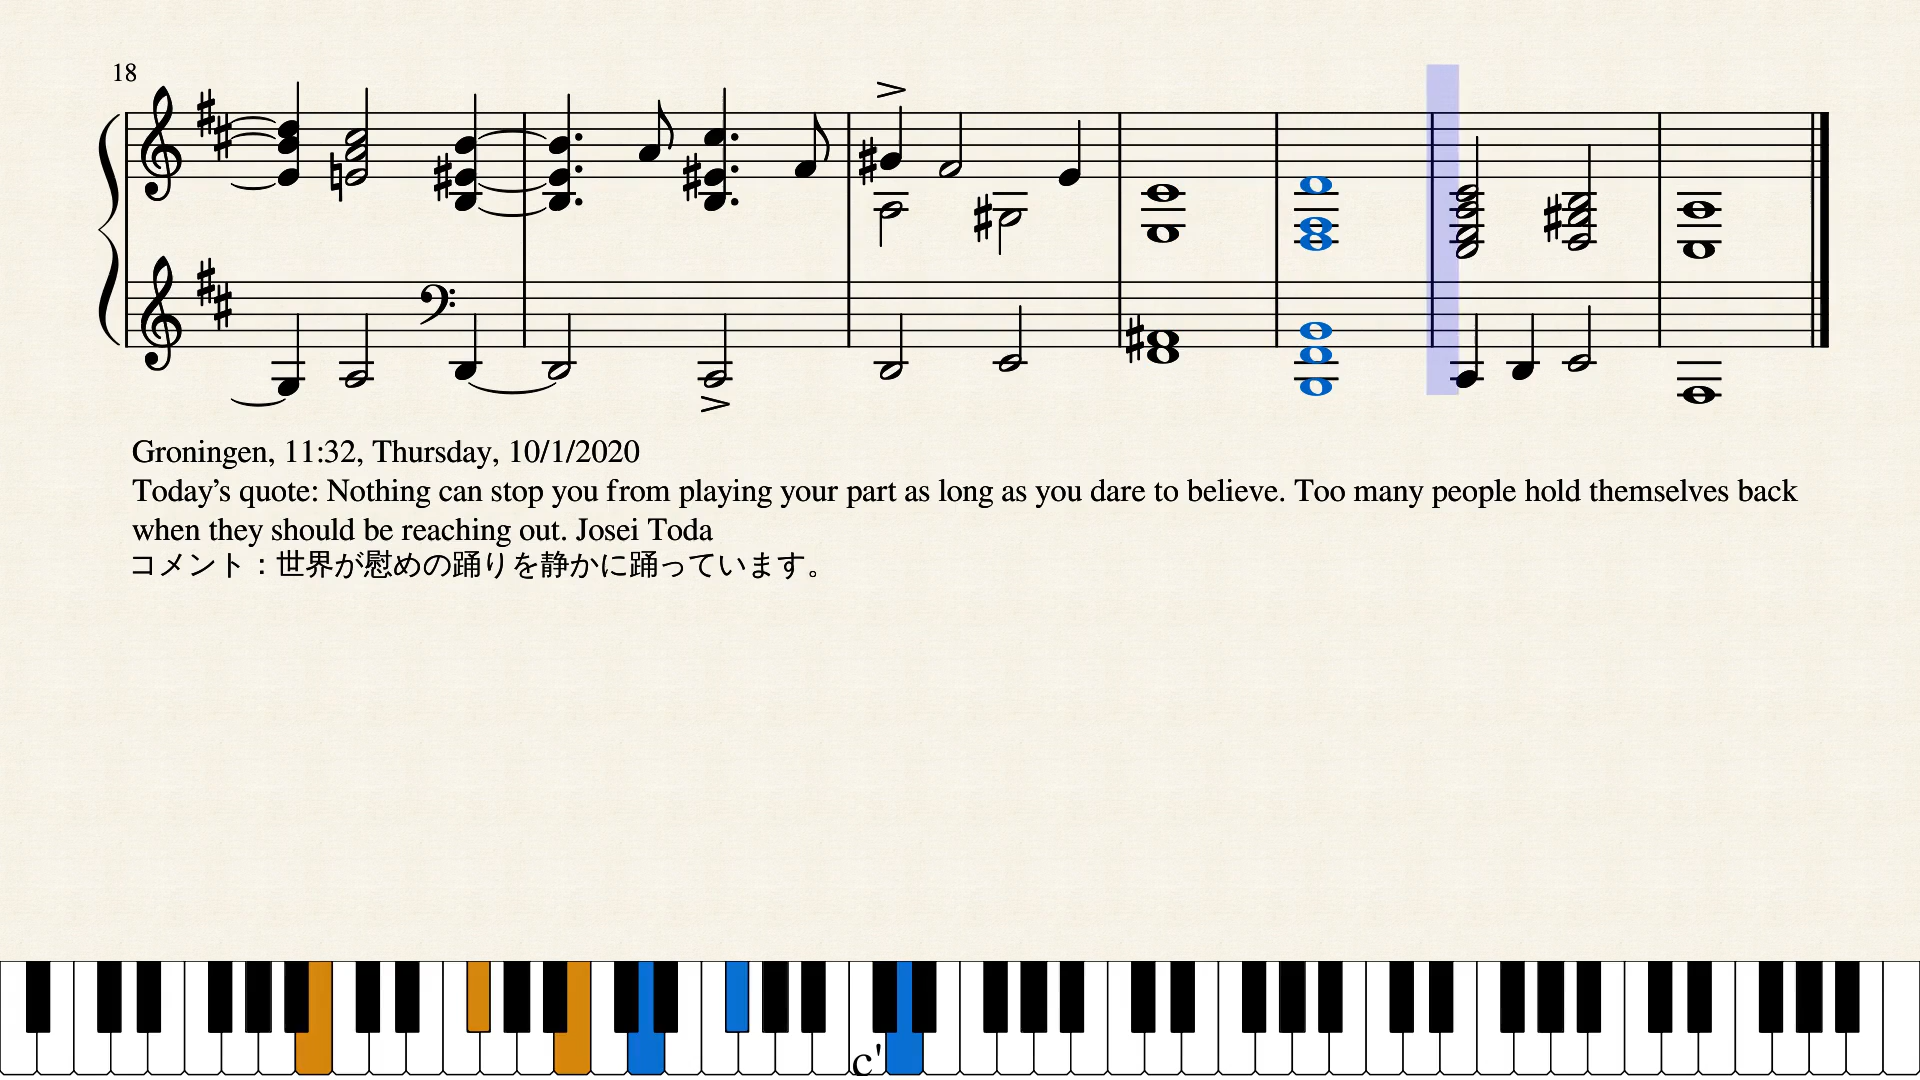 18
Groningen, 11:32, Thursday, 10/1/2020
Today’s quote: Nothing can stop you from playing your part as long as you dare to believe. Too many people hold themselves back
when they should be reaching out. Josei Toda
コメント：世界が慰めの踊りを静かに踊っています。
c'